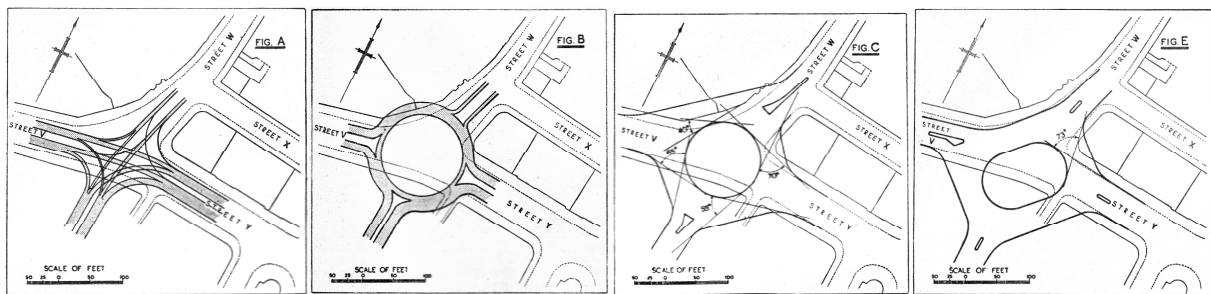 FIG. A
STREET W
STREET V
STREET X
STREET Y
SCALE OF FEET
50 25 0 50 100
FIG. B
STREET W
STREET V
STREET X
STREET Y
SCALE OF FEET
50 25 0 50 100
FIG. C
STREET W
STREET V
STREET X
STREET Y
70°
SCALE OF FEET
50 25 0 50 100
FIG. E
STREET W
STREET
V
73°
STREET X
STREET Y
SCALE OF FEET
50 25 0 50 100